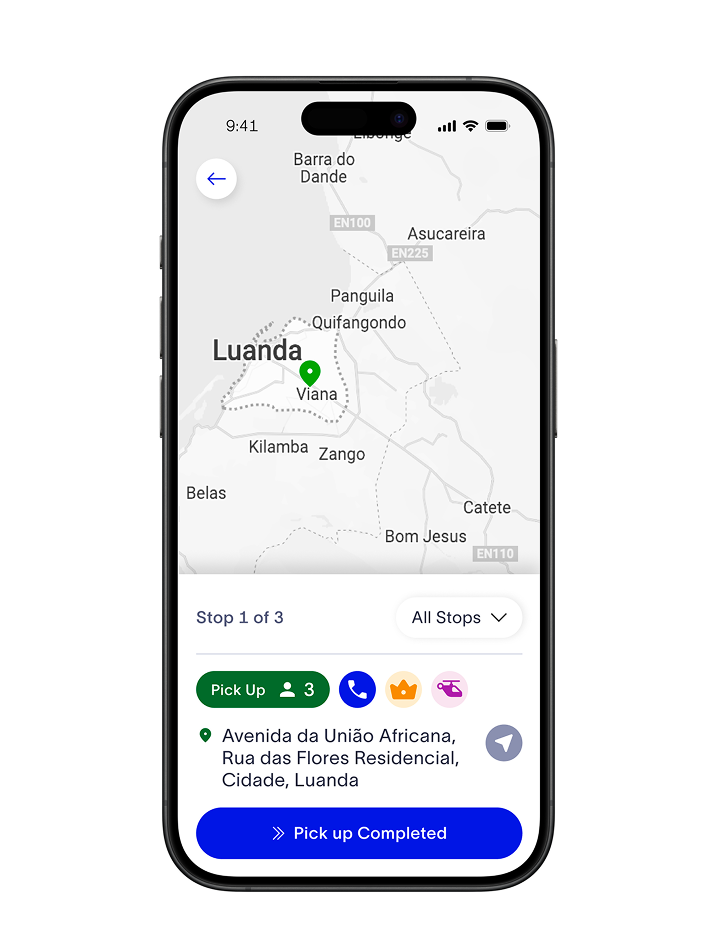 9:41
Libonge
Barra do
Dande
EN100
Asucareira
EN225
Panguila
Quifangondo
Luanda
Viana
Kilamba
Zango
Belas
Catete
Bom Jesus
EN110
Stop 1 of 3
All Stops
Pick Up 3
Avenida da União Africana,
Rua das Flores Residencial,
Cidade, Luanda
Pick up Completed